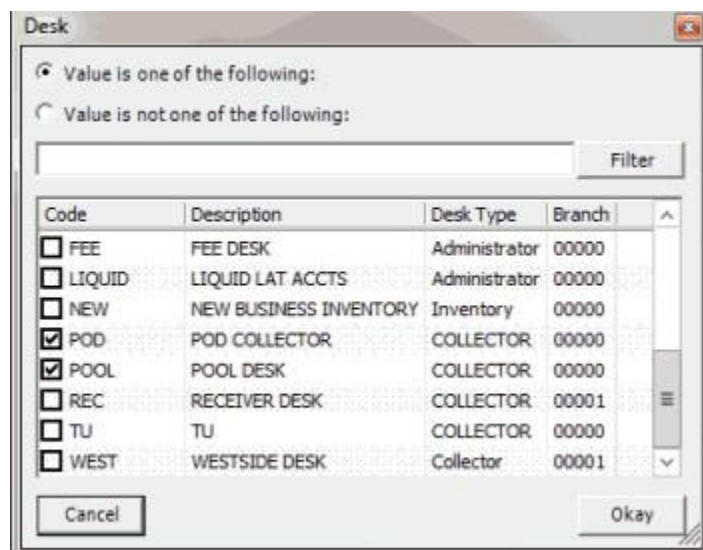 Desk
Value is one of the following:
Value is not one of the following:
Filter
Code Description Desk Type Branch
FEE FEE DESK Administrator 00000
LIQUID LIQUID LAT ACCTS Administrator 00000
NEW NEW BUSINESS INVENTORY Inventory 00000
POD POD COLLECTOR COLLECTOR 00000
POOL POOL DESK COLLECTOR 00000
REC RECEIVER DESK COLLECTOR 00001
TU TU COLLECTOR 00000
WEST WESTSIDE DESK Collector 00001
Cancel Okay